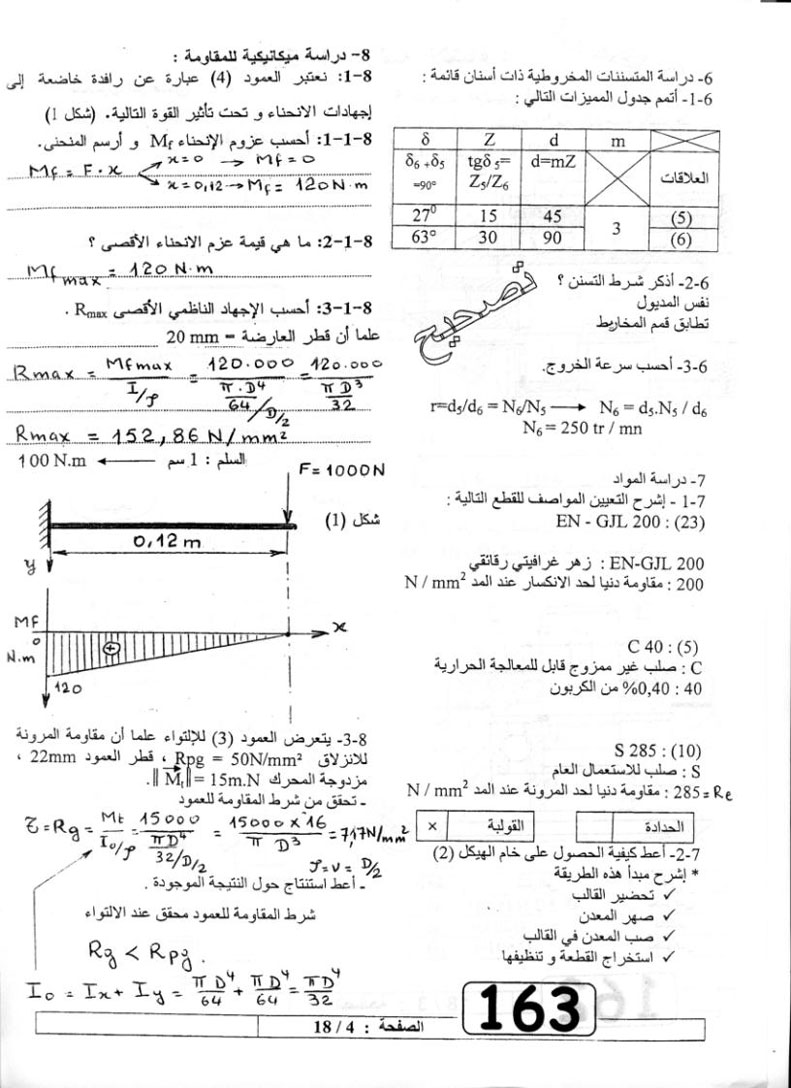 6- دراسة المتسننات المخروطية ذات أسنان قائمة :
6-1- أتمم جدول المميزات التالي :
δ Z d m
δ6 +δ5 =90° tgδ 5= Z5/Z6 d=mZ العلاقات
27⁰ 15 45 3 (5)
63° 30 90 (6)
6-2- أذكر شرط التسنن ؟
نفس المديول
تطابق قمم المخاريط
تصحيح
6-3- أحسب سرعة الخروج.
r=d5/d6 = N6/N5 → N6 = d5.N5 / d6
N6 = 250 tr / mn
7- دراسة المواد
7-1 - إشرح التعيين المواصف للقطع التالية :
EN - GJL 200 : (23)
EN-GJL 200 : زهر غرافيتي رقائقي
200 : مقاومة دنيا لحد الانكسار عند المد N / mm²
C 40 : (5)
C : صلب غير ممزوج قابل للمعالجة الحرارية
40 : 0,40% من الكربون
S 285 : (10)
S : صلب للاستعمال العام
285 : مقاومة دنيا لحد المرونة عند المد N / mm² = Re
الحدادة القولبة ×
7-2- أعط كيفية الحصول على خام الهيكل (2)
* إشرح مبدأ هذه الطريقة
✓ تحضير القالب
✓ صهر المعدن
✓ صب المعدن في القالب
✓ استخراج القطعة و تنظيفها
8- دراسة ميكانيكية للمقاومة :
8-1: نعتبر العمود (4) عبارة عن رافدة خاضعة إلى
إجهادات الانحناء و تحت تأثير القوة التالية. (شكل 1)
8-1-1: أحسب عزوم الإنحناء Mf و أرسم المنحنى.
Mf = F·x
x=0 → Mf = 0
x=0,12 → Mf = 120N·m
8-1-2: ما هي قيمة عزم الانحناء الأقصى ؟
Mf max = 120 N·m
8-1-3: أحسب الإجهاد الناظمي الأقصى Rmax .
علما أن قطر العارضة = 20 mm
Rmax = Mfmax / I/ρ = 120.000 / π.D⁴/64 / D/2 = 120.000 / πD³/32
Rmax = 152,86 N/mm²
السلم : 1 سم → 100 N.m
F=1000N
شكل (1)
0,12m
y
Mf
0
x
N.m
+
120
8-3- يتعرض العمود (3) للإلتواء علما أن مقاومة المرونة
للانزلاق Rpg = 50N/mm² ، قطر العمود 22mm ،
مزدوجة المحرك ||Mt|| = 15m.N.
- تحقق من شرط المقاومة للعمود
τ = Rg = Mt / I0/ρ = 15000 / πD⁴/32/D/2 = 15000 x 16 / π D³ = 7,17N/mm²
ρ = ν = D/2
- أعط استنتاج حول النتيجة الموجودة .
شرط المقاومة للعمود محقق عند الالتواء
Rg < Rpg .
I0 = Ix + Iy = πD⁴/64 + πD⁴/64 = πD⁴/32
الصفحة : 4 / 18
163